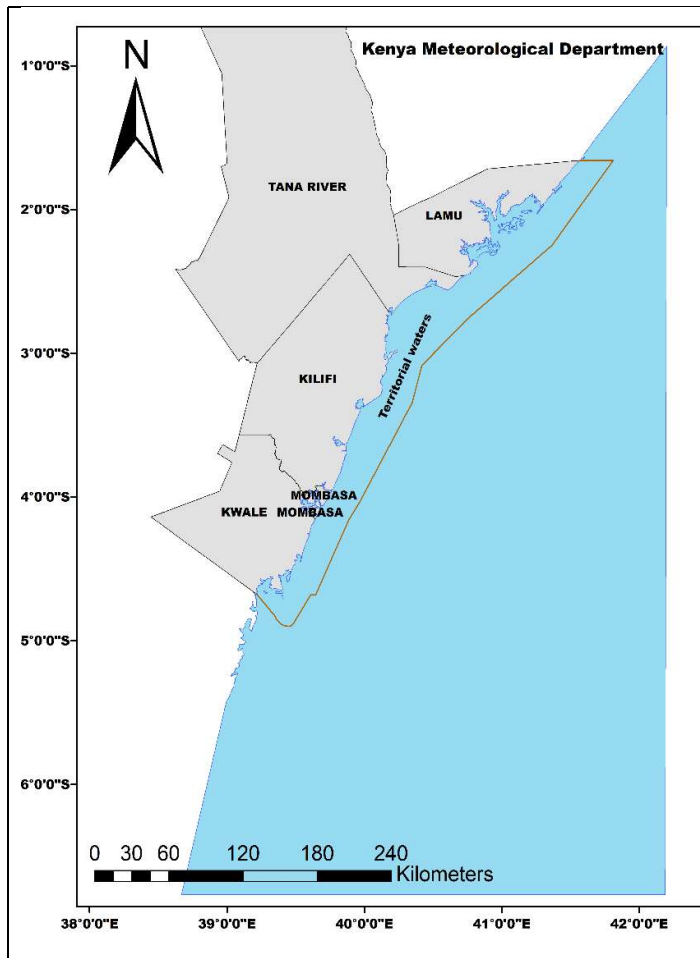 Kenya Meteorological Department
N
1°0'0"S
2°0'0"S
3°0'0"S
4°0'0"S
5°0'0"S
6°0'0"S
TANA RIVER
LAMU
Territorial waters
KILIFI
MOMBASA
KWALE MOMBASA
0 30 60 120 180 240
Kilometers
38°0'0"E 39°0'0"E 40°0'0"E 41°0'0"E 42°0'0"E